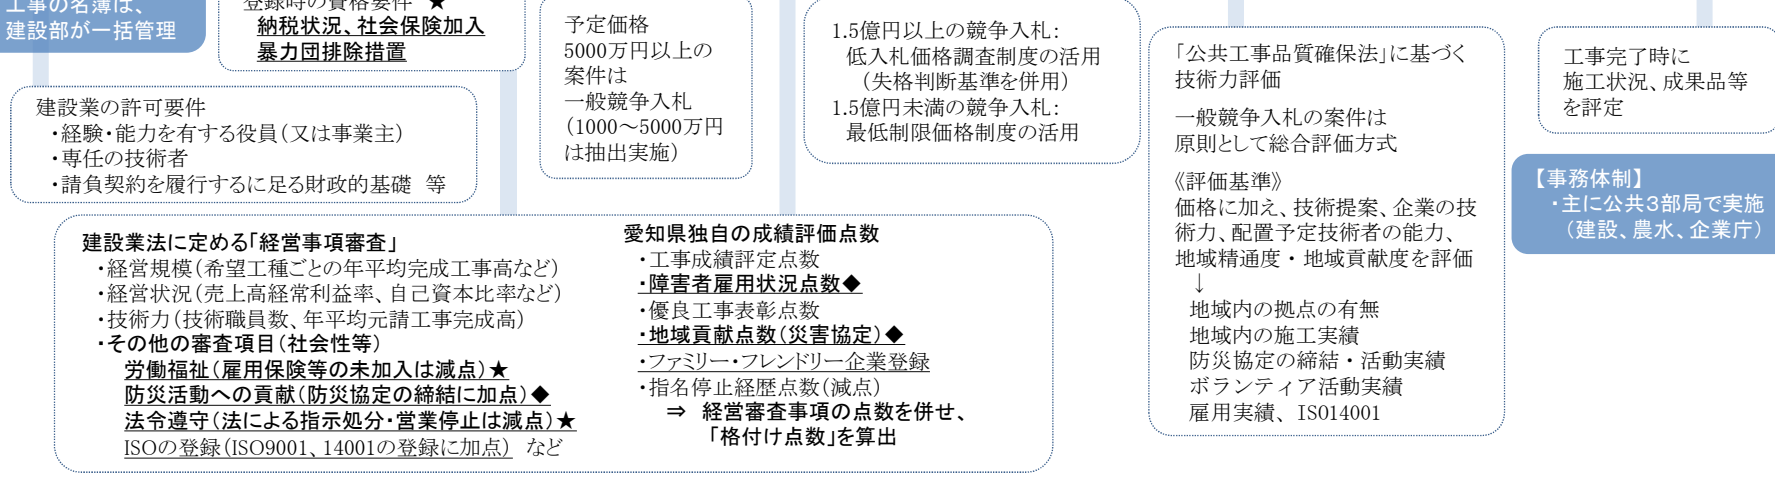 工事の名簿は、
建設部が一括管理
登録時の資格要件 ★
納税状況、社会保険加入
暴力団排除措置
建設業の許可要件
・経験・能力を有する役員（又は事業主）
・専任の技術者
・請負契約を履行するに足る財政的基礎 等
予定価格
5000万円以上の
案件は
一般競争入札
（1000～5000万円
は抽出実施）
1.5億円以上の競争入札：
低入札価格調査制度の活用
（失格判断基準を併用）
1.5億円未満の競争入札：
最低制限価格制度の活用
「公共工事品質確保法」に基づく
技術力評価
一般競争入札の案件は
原則として総合評価方式
《評価基準》
価格に加え、技術提案、企業の技
術力、配置予定技術者の能力、
地域精通度・地域貢献度を評価
↓
地域内の拠点の有無
地域内の施工実績
防災協定の締結・活動実績
ボランティア活動実績
雇用実績、ISO14001
工事完了時に
施工状況、成果品等
を評定
【事務体制】
・主に公共３部局で実施
（建設、農水、企業庁）
建設業法に定める「経営事項審査」
・経営規模（希望工種ごとの年平均完成工事高など）
・経営状況（売上高経常利益率、自己資本比率など）
・技術力（技術職員数、年平均元請工事完成高）
・その他の審査項目（社会性等）
労働福祉（雇用保険等の未加入は減点）★
防災活動への貢献（防災協定の締結に加点）◆
法令遵守（法による指示処分・営業停止は減点）★
ISOの登録（ISO9001、14001の登録に加点） など
愛知県独自の成績評価点数
・工事成績評定点数
・障害者雇用状況点数◆
・優良工事表彰点数
・地域貢献点数（災害協定）◆
・ファミリー・フレンドリー企業登録
・指名停止経歴点数（減点）
⇒ 経営審査事項の点数を併せ、
「格付け点数」を算出